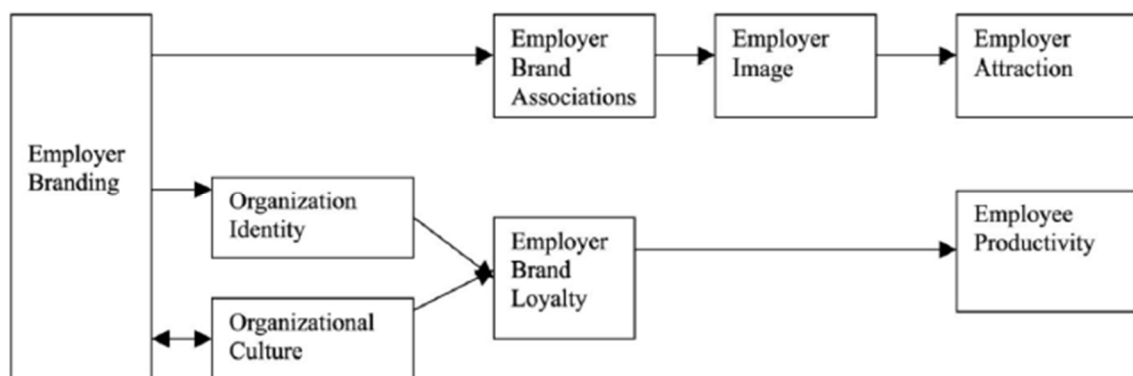 Employer
Branding
Employer
Brand
Associations
Employer
Image
Employer
Attraction
Organization
Identity
Organizational
Culture
Employer
Brand
Loyalty
Employee
Productivity